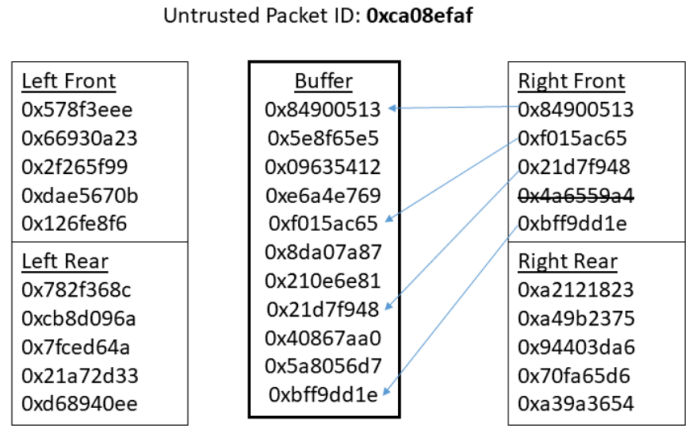 Untrusted Packet ID: 0xca08efaf
Left Front
0x578f3eee
0x66930a23
0x2f265f99
0xdae5670b
0x126fe8f6
Left Rear
0x782f368c
0xcb8d096a
0x7fced64a
0x21a72d33
0xd68940ee
Buffer
0x84900513
0x5e8f65e5
0x09635412
0xe6a4e769
0xf015ac65
0x8da07a87
0x210e6e81
0x21d7f948
0x40867aa0
0x5a8056d7
0xbff9dd1e
Right Front
0x84900513
0xf015ac65
0x21d7f948
0x4a6559a4
0xbff9dd1e
Right Rear
0xa2121823
0xa49b2375
0x94403da6
0x70fa65d6
0xa39a3654